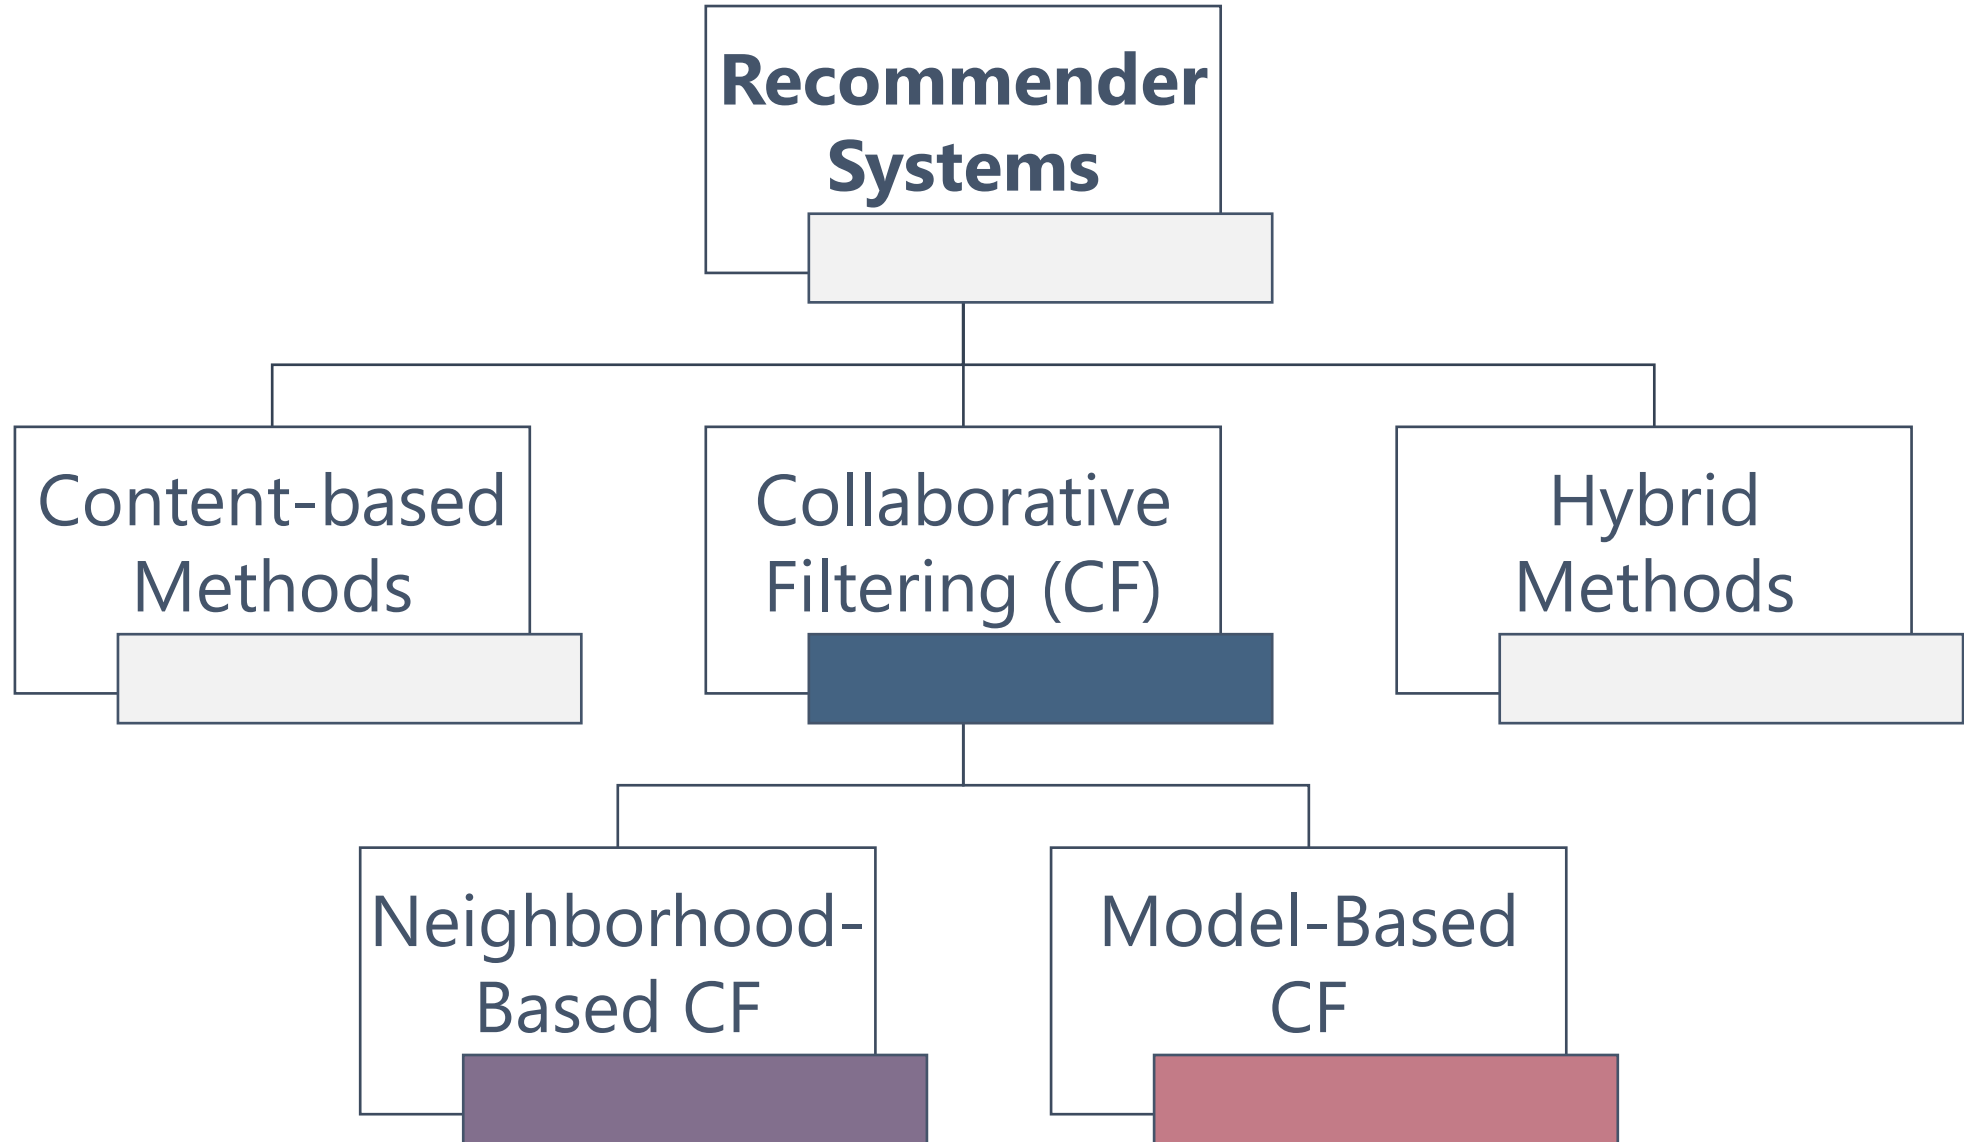 Recommender
Systems
Content-based
Methods
Collaborative
Filtering (CF)
Hybrid
Methods
Neighborhood-
Based CF
Model-Based
CF